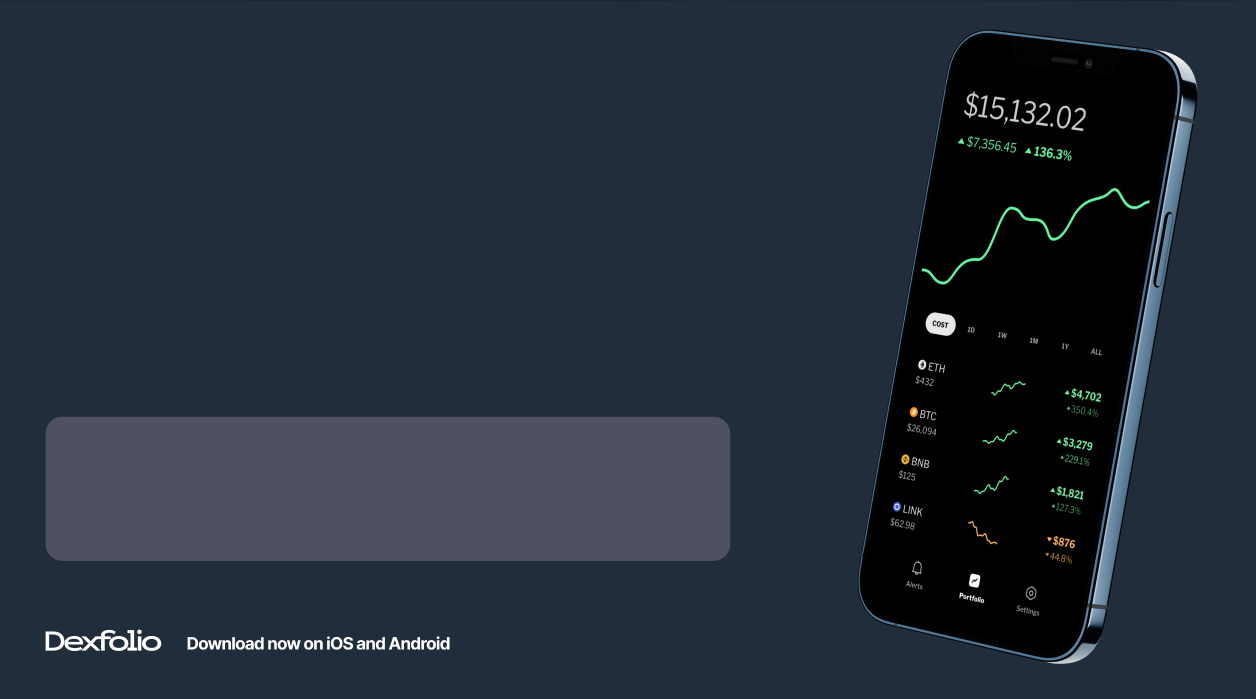 $15,132.02
$7,356.45 136.3%
COST 1D 1W 1M 1Y ALL
ETH
$432
$4,702
350.4%
BTC
$26,094
$3,279
229.1%
BNB
$125
$1,821
127.3%
LINK
$62.98
$876
44.8%
Alerts Portfolio Settings
Dexfolio Download now on iOS and Android